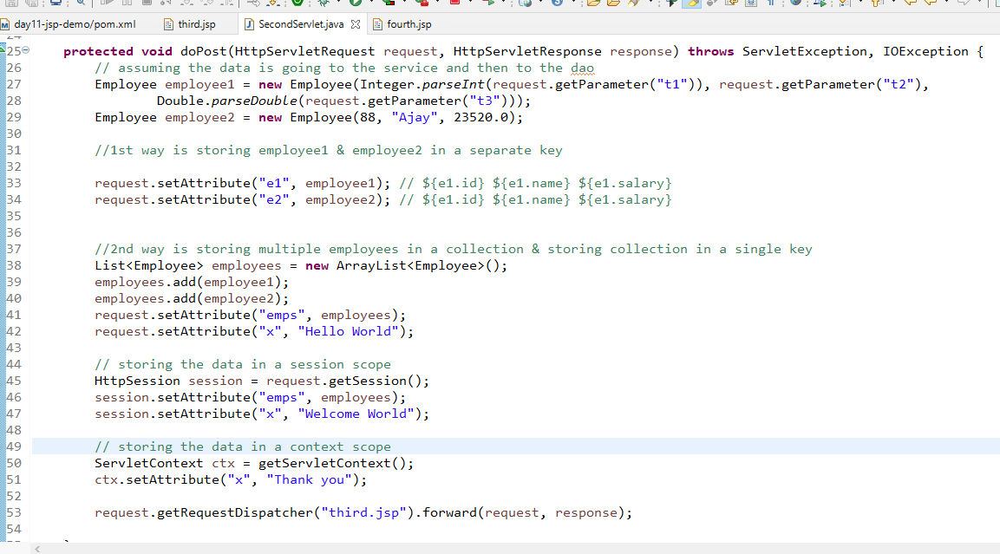 day11-jsp-demo/pom.xml third.jsp SecondServlet.java fourth.jsp
25 protected void doPost(HttpServletRequest request, HttpServletResponse response) throws ServletException, IOException {
26 // assuming the data is going to the service and then to the dao
27 Employee employee1 = new Employee(Integer.parseInt(request.getParameter("t1")), request.getParameter("t2"),
28 Double.parseDouble(request.getParameter("t3")));
29 Employee employee2 = new Employee(88, "Ajay", 23520.0);
30
31 //1st way is storing employee1 & employee2 in a separate key
32
33 request.setAttribute("e1", employee1); // ${e1.id} ${e1.name} ${e1.salary}
34 request.setAttribute("e2", employee2); // ${e1.id} ${e1.name} ${e1.salary}
35
36
37 //2nd way is storing multiple employees in a collection & storing collection in a single key
38 List<Employee> employees = new ArrayList<Employee>();
39 employees.add(employee1);
40 employees.add(employee2);
41 request.setAttribute("emps", employees);
42 request.setAttribute("x", "Hello World");
43
44 // storing the data in a session scope
45 HttpSession session = request.getSession();
46 session.setAttribute("emps", employees);
47 session.setAttribute("x", "Welcome World");
48
49 // storing the data in a context scope
50 ServletContext ctx = getServletContext();
51 ctx.setAttribute("x", "Thank you");
52
53 request.getRequestDispatcher("third.jsp").forward(request, response);
54